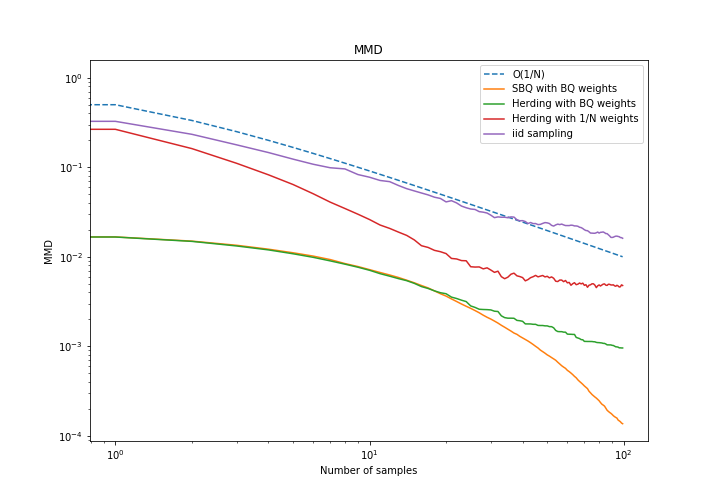 MMD
O(1/N)
SBQ with BQ weights
Herding with BQ weights
Herding with 1/N weights
iid sampling
MMD
10⁰
10⁻¹
10⁻²
10⁻³
10⁻⁴
10⁰ 10¹ 10²
Number of samples